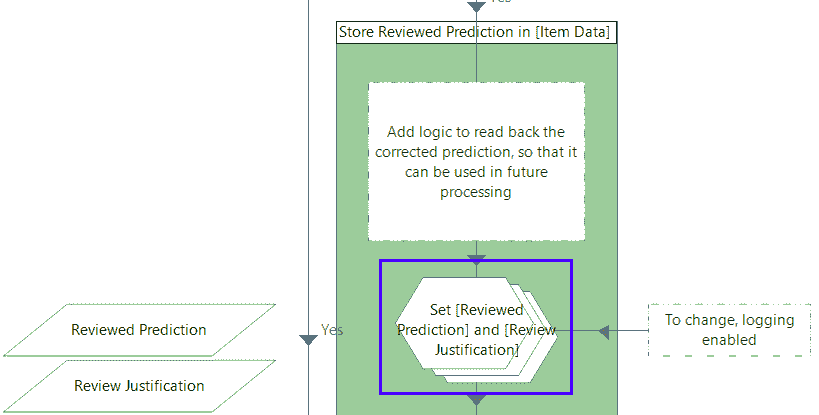 Yes
Store Reviewed Prediction in [Item Data]
Add logic to read back the
corrected prediction, so that it
can be used in future
processing
Set [Reviewed
Prediction] and [Review
Justification]
Reviewed Prediction
Yes
To change, logging
enabled
Review Justification